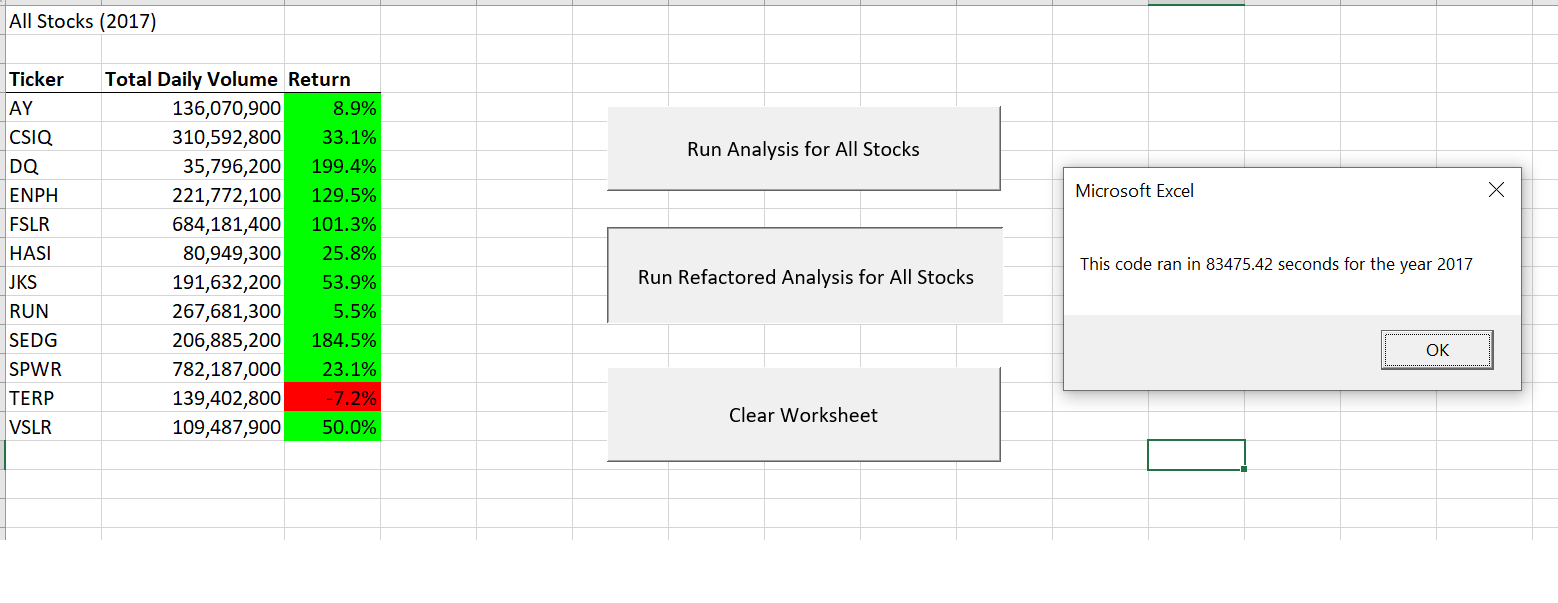 All Stocks (2017)
Ticker Total Daily Volume Return
AY 136,070,900 8.9%
CSIQ 310,592,800 33.1%
DQ 35,796,200 199.4%
ENPH 221,772,100 129.5%
FSLR 684,181,400 101.3%
HASI 80,949,300 25.8%
JKS 191,632,200 53.9%
RUN 267,681,300 5.5%
SEDG 206,885,200 184.5%
SPWR 782,187,000 23.1%
TERP 139,402,800 -7.2%
VSLR 109,487,900 50.0%
Run Analysis for All Stocks
Run Refactored Analysis for All Stocks
Clear Worksheet
Microsoft Excel
This code ran in 83475.42 seconds for the year 2017
OK